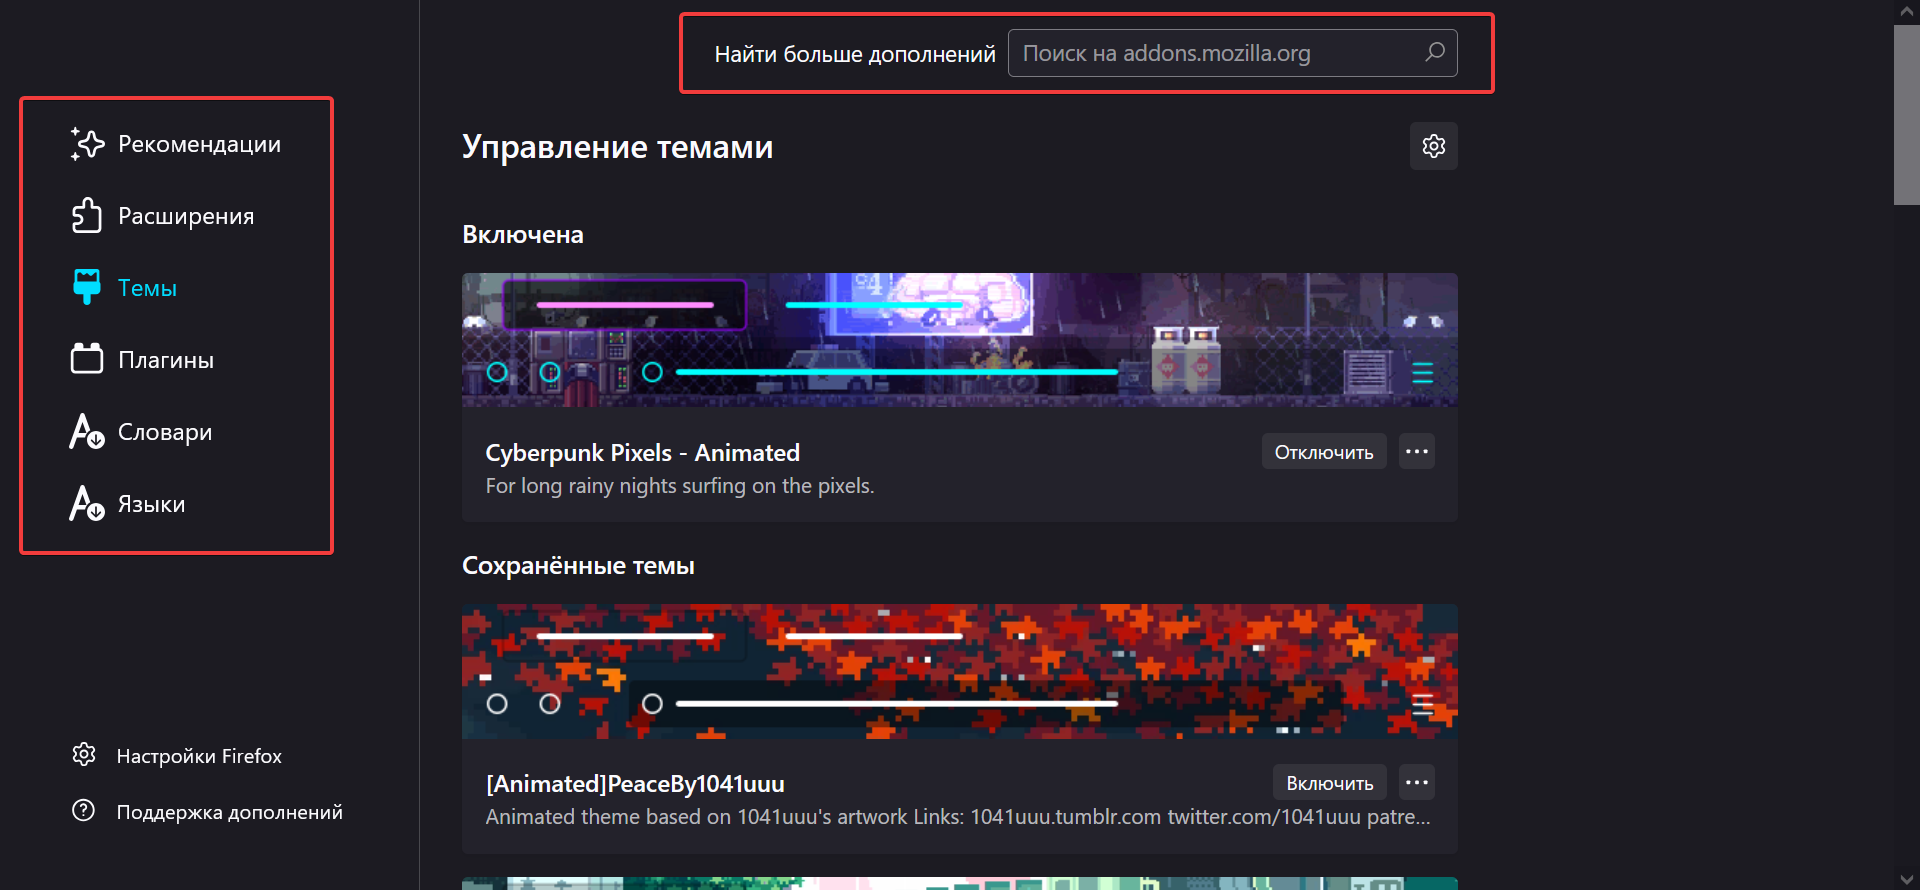 Найти больше дополнений
Поиск на addons.mozilla.org
Рекомендации
Расширения
Темы
Плагины
Словари
Языки
Настройки Firefox
Поддержка дополнений
Управление темами
Включена
Cyberpunk Pixels - Animated
Отключить
For long rainy nights surfing on the pixels.
Сохранённые темы
[Animated]PeaceBy1041uuu
Включить
Animated theme based on 1041uuu's artwork Links: 1041uuu.tumblr.com twitter.com/1041uuu patre...